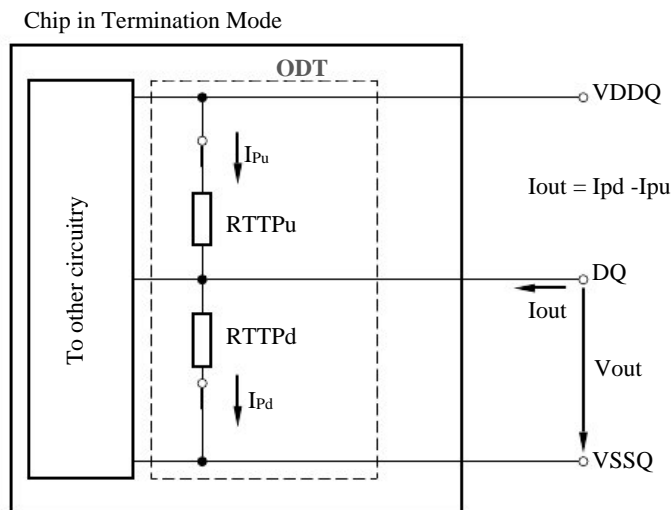 Chip in Termination Mode
ODT
VDDQ
IPu
Iout = Ipd -Ipu
RTTPu
To other circuitry
DQ
Iout
RTTPd
Vout
IPd
VSSQ